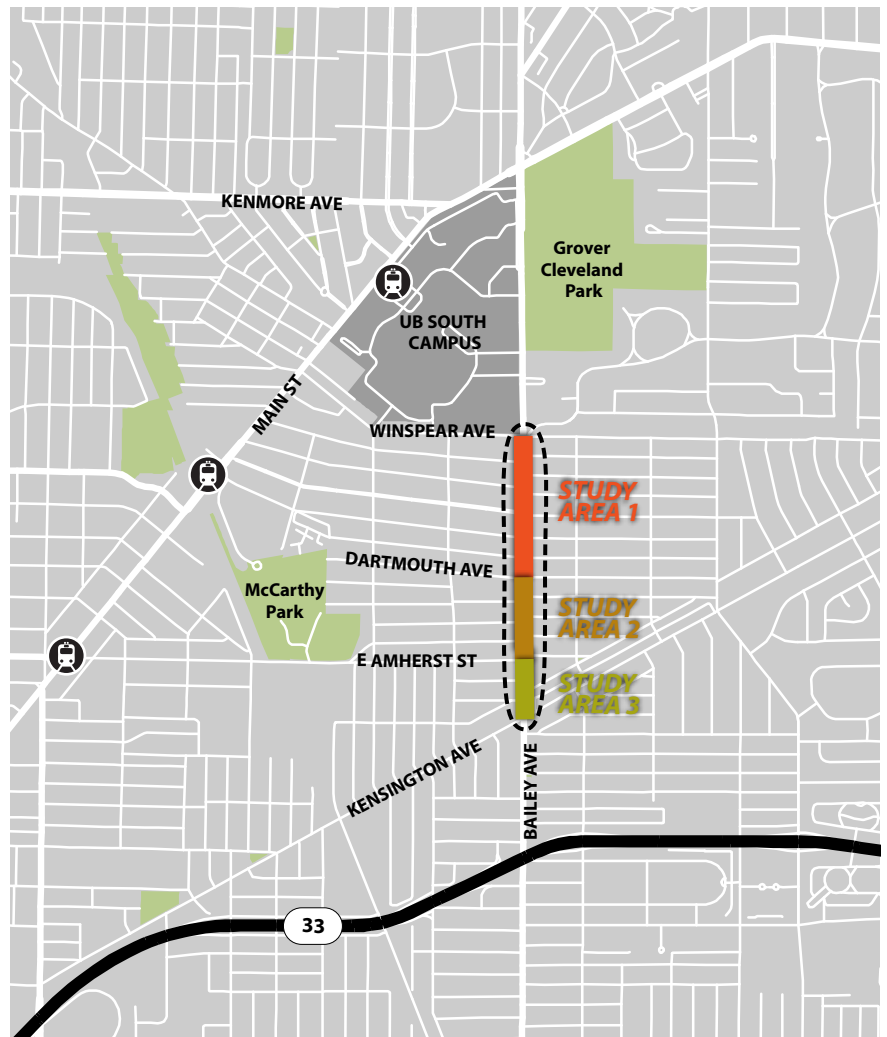 KENMORE AVE
Grover
Cleveland
Park
UB SOUTH
CAMPUS
MAIN ST
WINSPEAR AVE
STUDY
AREA 1
DARTMOUTH AVE
McCarthy
Park
STUDY
AREA 2
E AMHERST ST
STUDY
AREA 3
KENSINGTON AVE
BAILEY AVE
33